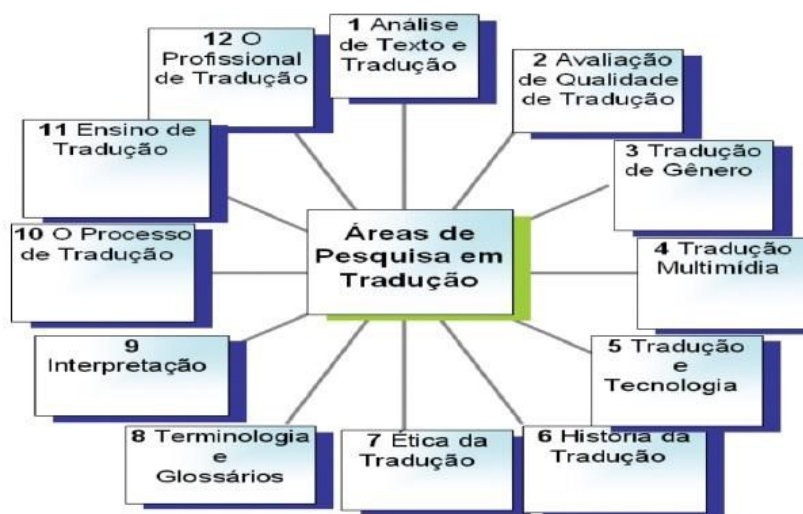 Áreas de
Pesquisa em
Tradução
1 Análise
de Texto e
Tradução
2 Avaliação
de Qualidade
de Tradução
3 Tradução
de Gênero
4 Tradução
Multimídia
5 Tradução
e
Tecnologia
6 História da
Tradução
7 Ética da
Tradução
8 Terminologia
e
Glossários
9
Interpretação
10 O Processo
de Tradução
11 Ensino de
Tradução
12 O
Profissional
de Tradução